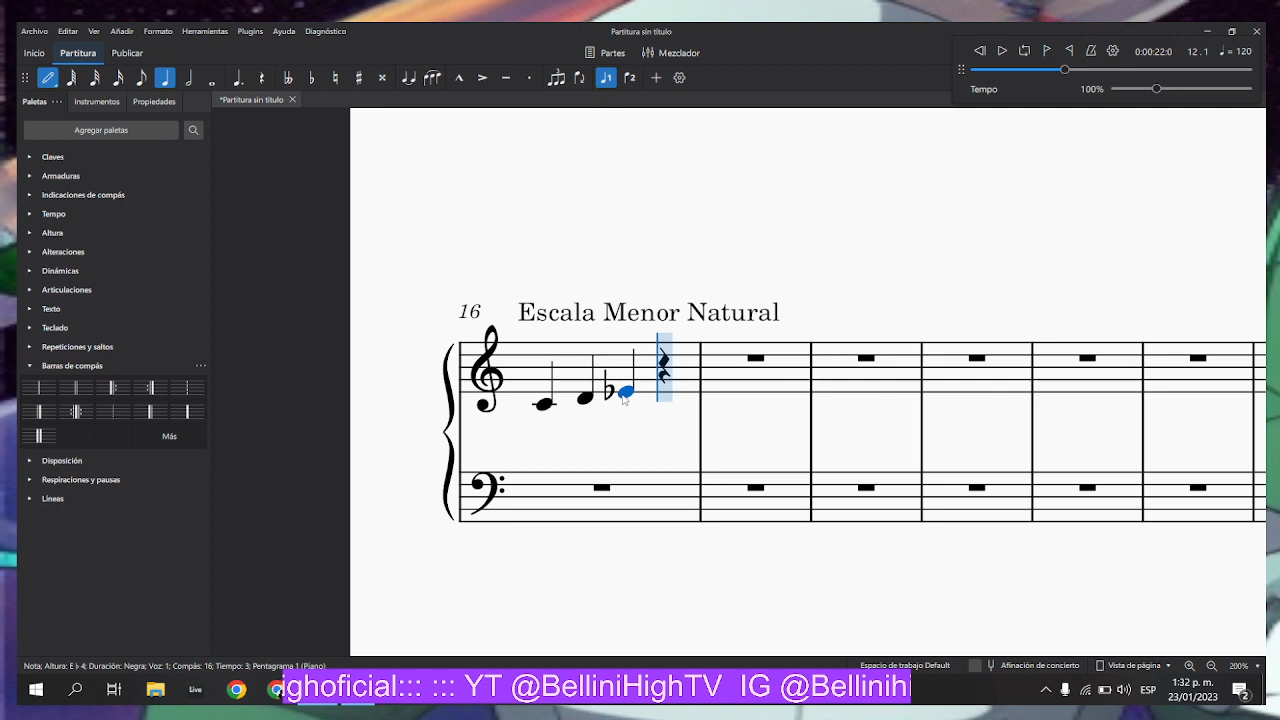 Archivo Editar Ver Añadir Formato Herramientas Plugins Ayuda Diagnóstico
Partitura sin título
Inicio Partitura Publicar
Partes Mezclador
0:00:22:0 12 . 1 = 120
Tempo 100%
Paletas Instrumentos Propiedades
*Partitura sin título
Agregar paletas
Claves
Armaduras
Indicaciones de compás
Tempo
Altura
Alteraciones
Dinámicas
Articulaciones
Texto
Teclado
Repeticiones y saltos
Barras de compás
Más
Disposición
Respiraciones y pausas
Líneas
16 Escala Menor Natural
Nota; Altura: E♭4; Duración: Negra; Voz: 1; Compás: 16; Tiempo: 3; Pentagrama 1 (Piano)
Espacio de trabajo Default
Afinación de concierto
Vista de página
200%
Live
ighoficial::: ::: YT @BelliniHighTV IG @Bellinihi
ESP
1:32 p. m.
23/01/2023
2